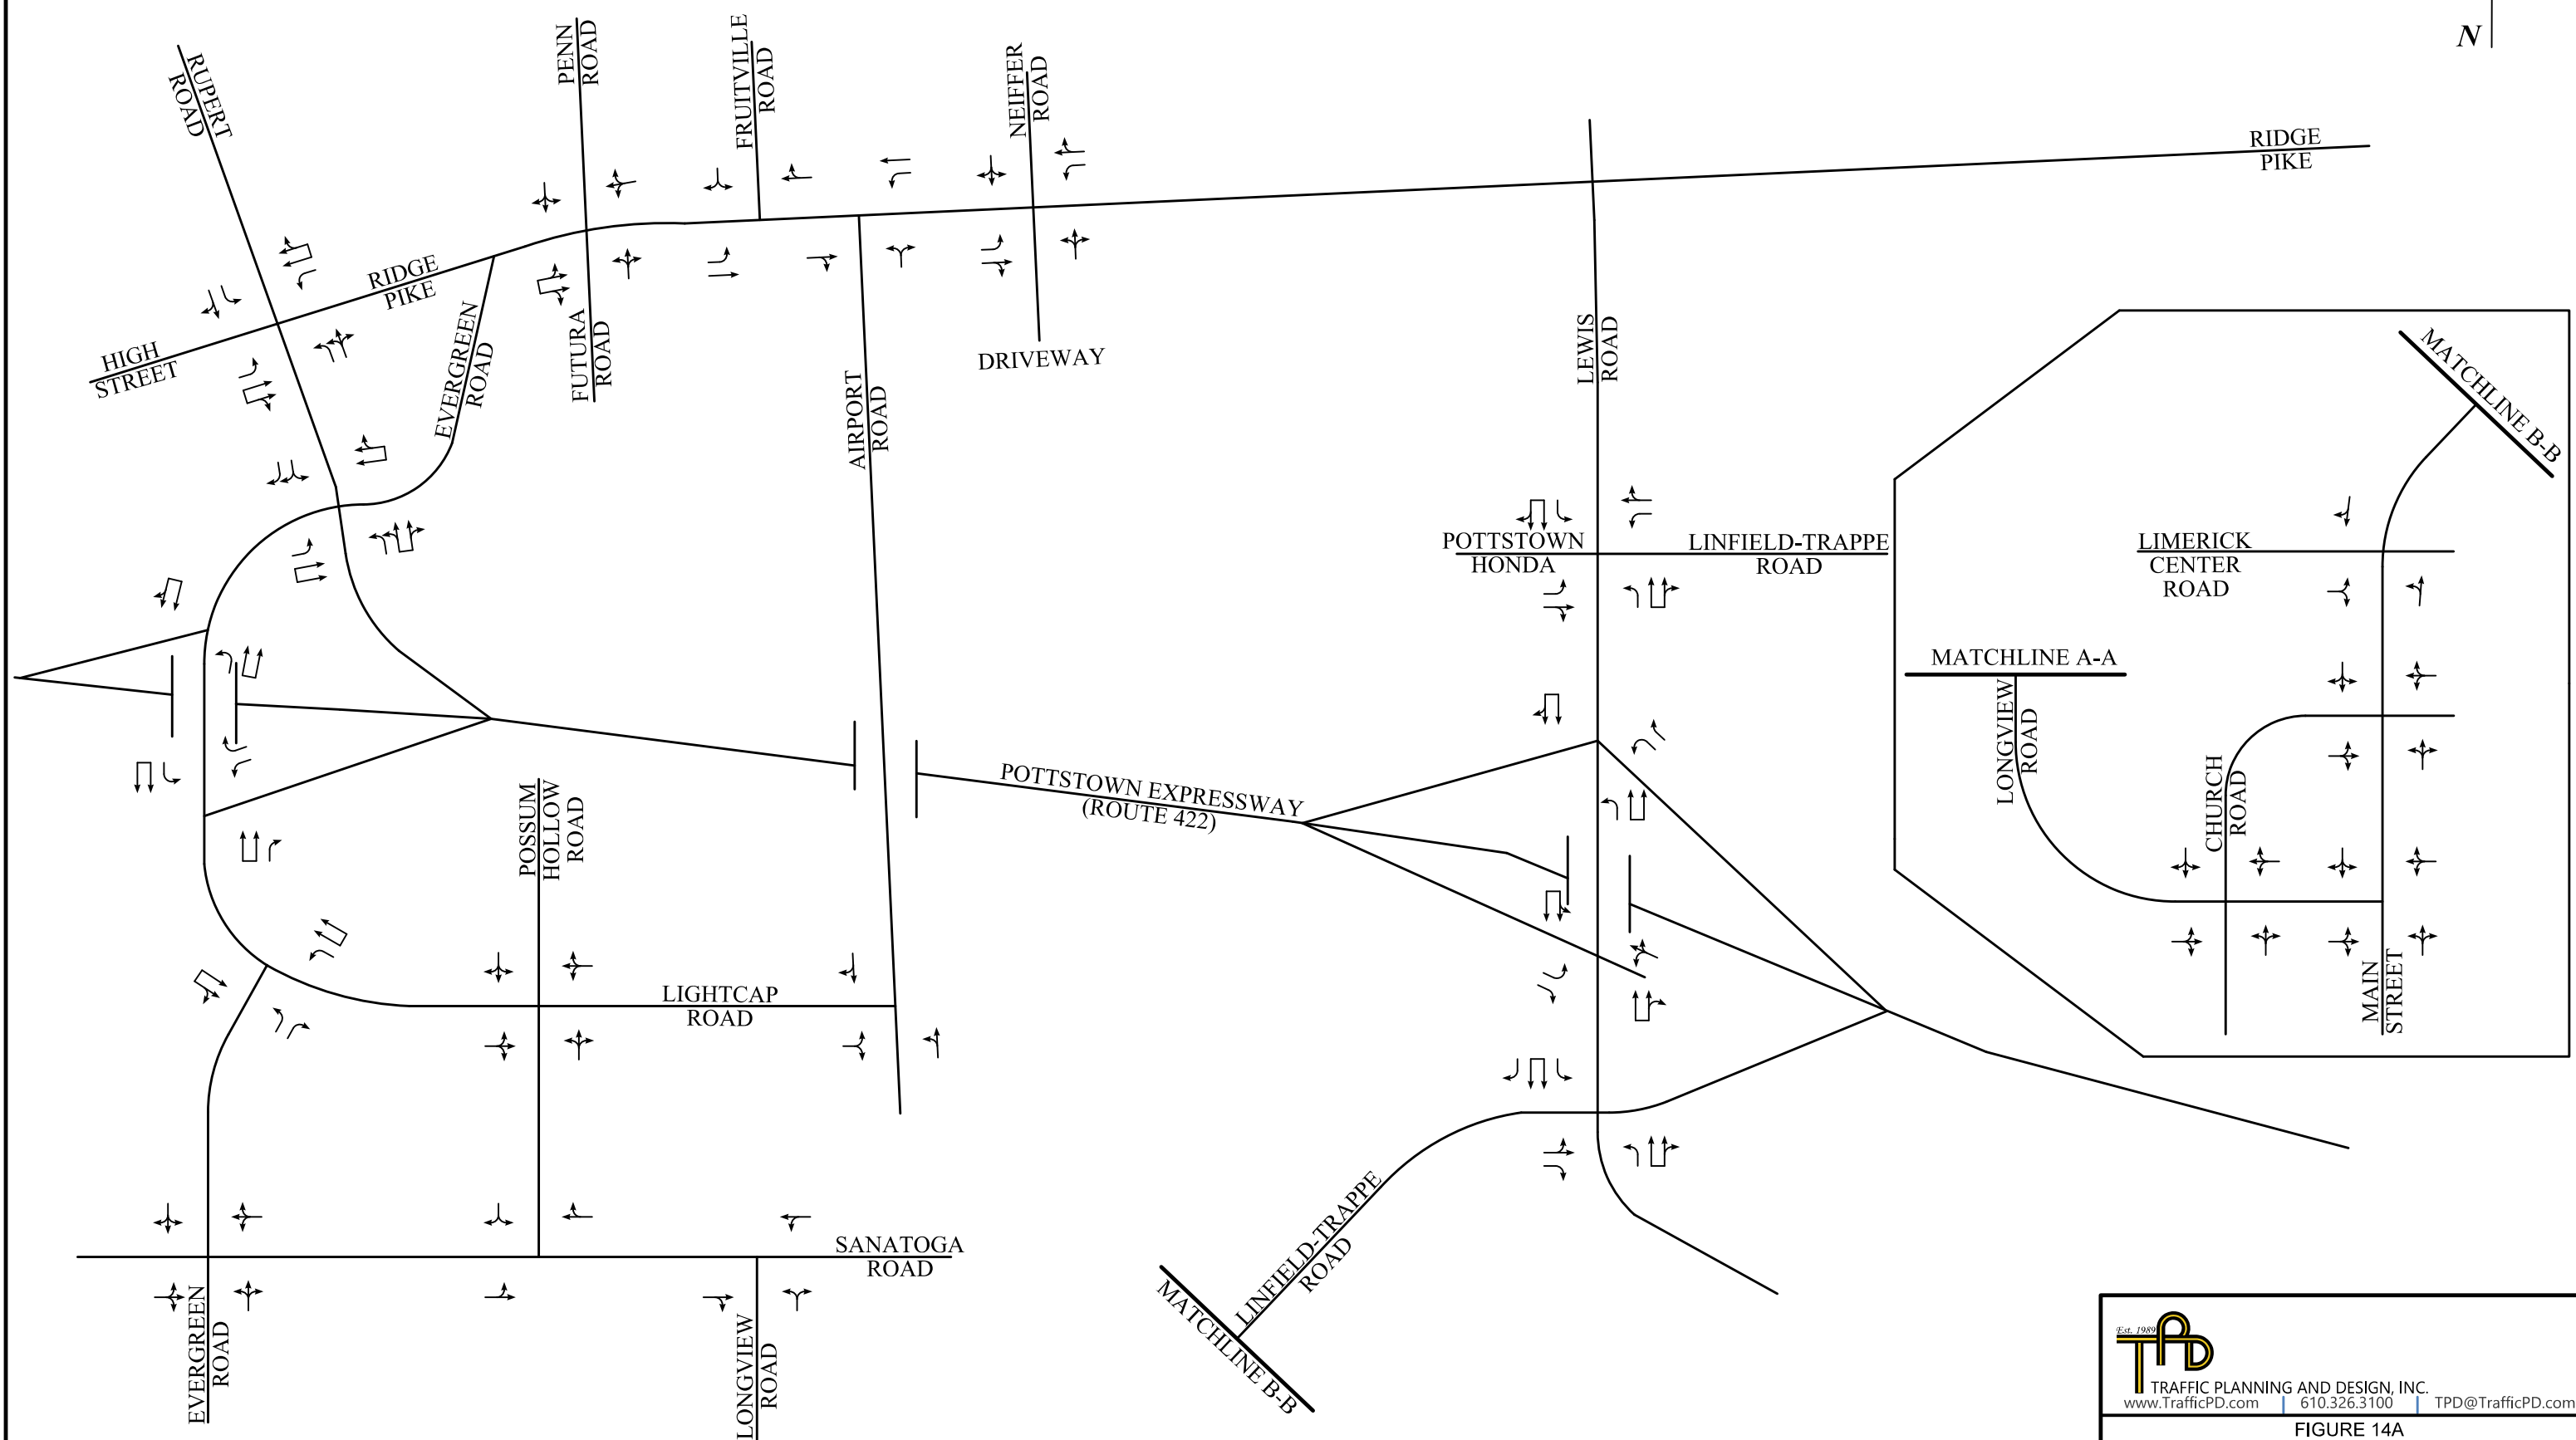 N
RUPERT
ROAD
PENN
ROAD
FRUITVILLE
ROAD
NEIFFER
ROAD
RIDGE
PIKE
RIDGE
PIKE
HIGH
STREET
EVERGREEN
ROAD
FUTURA
ROAD
AIRPORT
ROAD
DRIVEWAY
LEWIS
ROAD
MATCHLINE B-B
POTTSTOWN
HONDA
LINFIELD-TRAPPE
ROAD
LIMERICK
CENTER
ROAD
MATCHLINE A-A
LONGVIEW
ROAD
CHURCH
ROAD
MAIN
STREET
POTTSTOWN EXPRESSWAY
(ROUTE 422)
POSSUM
HOLLOW
ROAD
LIGHTCAP
ROAD
SANATOGA
ROAD
EVERGREEN
ROAD
LONGVIEW
ROAD
LINFIELD-TRAPPE
ROAD
MATCHLINE B-B
Est. 1989
TPD
TRAFFIC PLANNING AND DESIGN, INC.
www.TrafficPD.com | 610.326.3100 | TPD@TrafficPD.com
FIGURE 14A